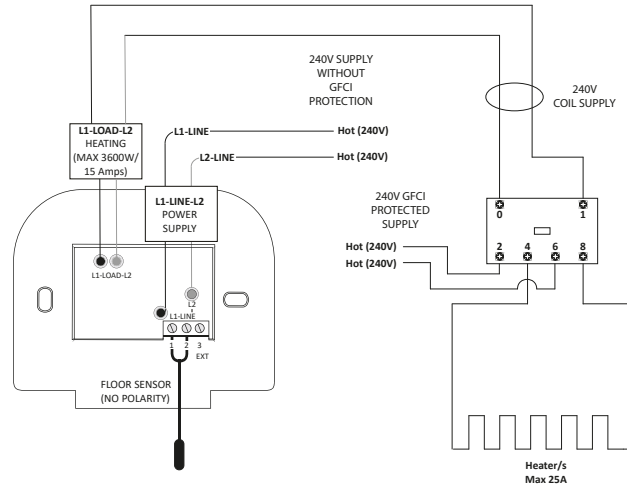 240V SUPPLY
WITHOUT
GFCI
PROTECTION
240V
COIL SUPPLY
L1-LOAD-L2
HEATING
(MAX 3600W/
15 Amps)
L1-LINE
Hot (240V)
L2-LINE
Hot (240V)
L1-LINE-L2
POWER
SUPPLY
240V GFCI
PROTECTED
SUPPLY
0 1
2 4 6 8
Hot (240V)
Hot (240V)
L1-LOAD-L2
L2
L1-LINE
1 2 3
EXT
FLOOR SENSOR
(NO POLARITY)
Heater/s
Max 25A